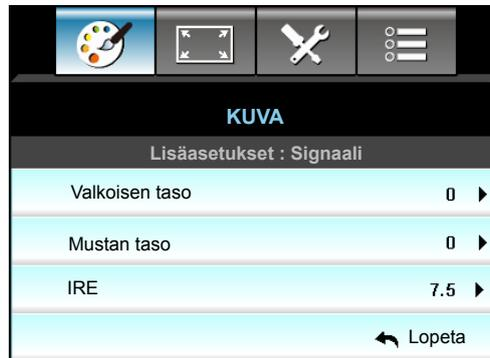 KUVA
Lisäasetukset : Signaali
Valkoisen taso 0
Mustan taso 0
IRE 7.5
Lopeta